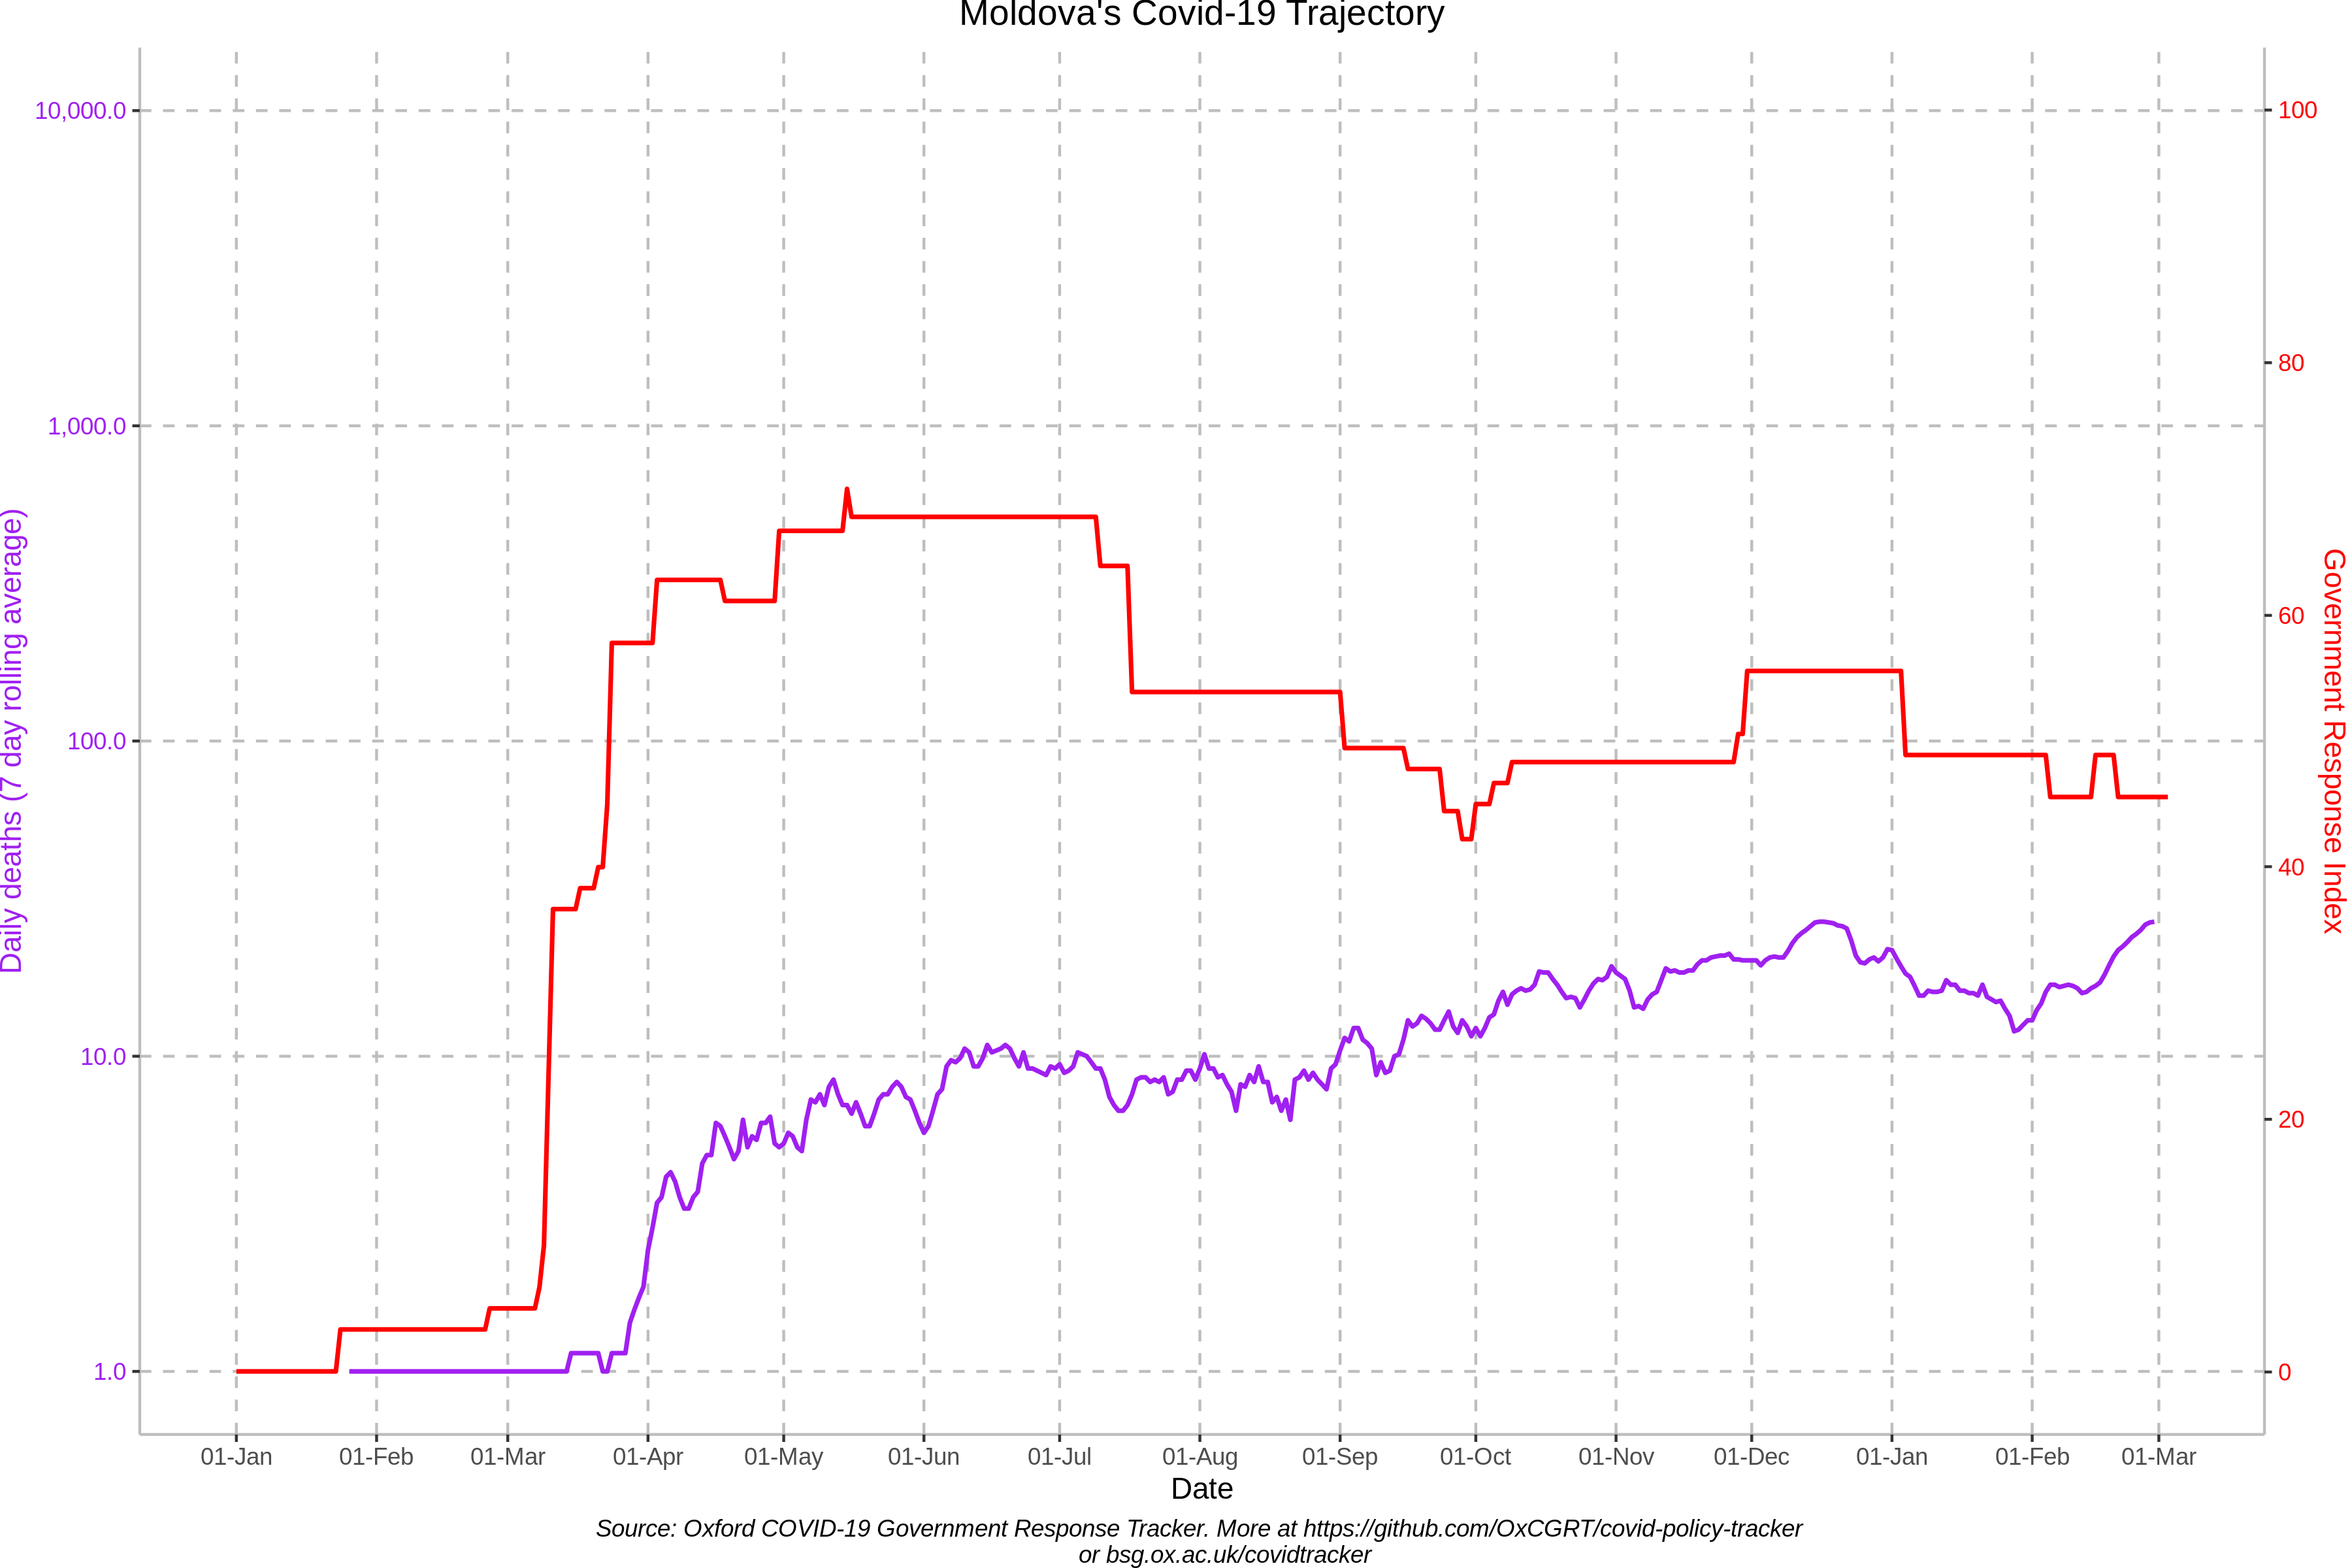 Moldova's Covid-19 Trajectory
10,000.0
1,000.0
100.0
10.0
1.0
Daily deaths (7 day rolling average)
100
80
60
40
20
0
Government Response Index
01-Jan 01-Feb 01-Mar 01-Apr 01-May 01-Jun 01-Jul 01-Aug 01-Sep 01-Oct 01-Nov 01-Dec 01-Jan 01-Feb 01-Mar
Date
Source: Oxford COVID-19 Government Response Tracker. More at https://github.com/OxCGRT/covid-policy-tracker
or bsg.ox.ac.uk/covidtracker